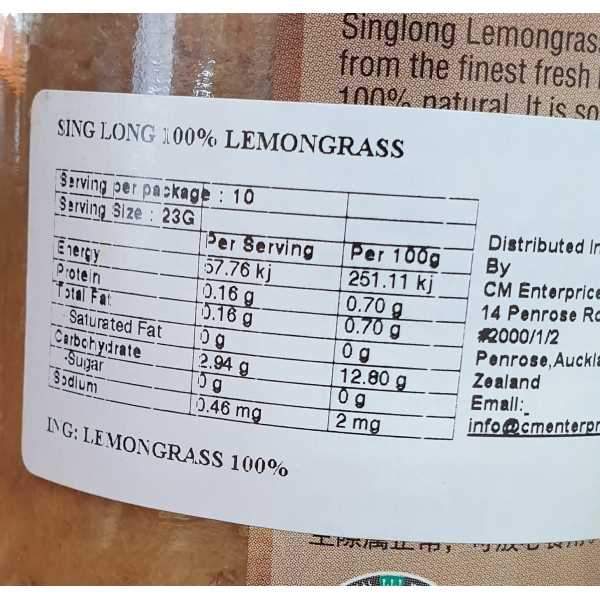 Singlong Lemongrass
from the finest fresh
100% natural. It is so
SING LONG 100% LEMONGRASS
Serving per package : 10
Serving Size : 23G
Per Serving Per 100g
Energy 57.76 kj 251.11 kj
Protein 0.16 g 0.70 g
Total Fat 0.16 g 0.70 g
Saturated Fat 0 g 0 g
Carbohydrate 2.94 g 12.80 g
-Sugar 0 g 0 g
Sodium 0.46 mg 2 mg
ING: LEMONGRASS 100%
Distributed In
By
CM Enterprice
14 Penrose Ro
#2000/1/2
Penrose, Auckla
Zealand
Email:
info@cmenterpr